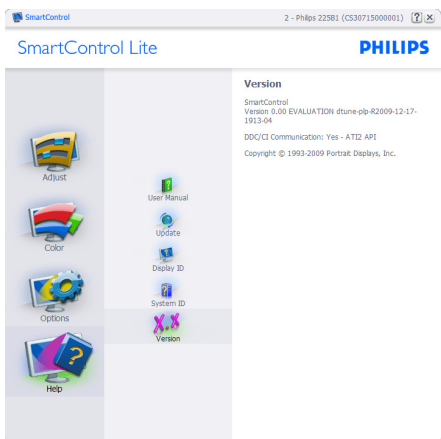 SmartControl
2 - Philips 225B1 (CS30715000001)
SmartControl Lite
PHILIPS
Adjust
Color
Options
Help
User Manual
Update
Display ID
System ID
X.X
Version
Version
SmartControl
Version 0.00 EVALUATION dtune-plp-R2009-12-17-
1913-04
DDC/CI Communication: Yes - ATI2 API
Copyright © 1993-2009 Portrait Displays, Inc.